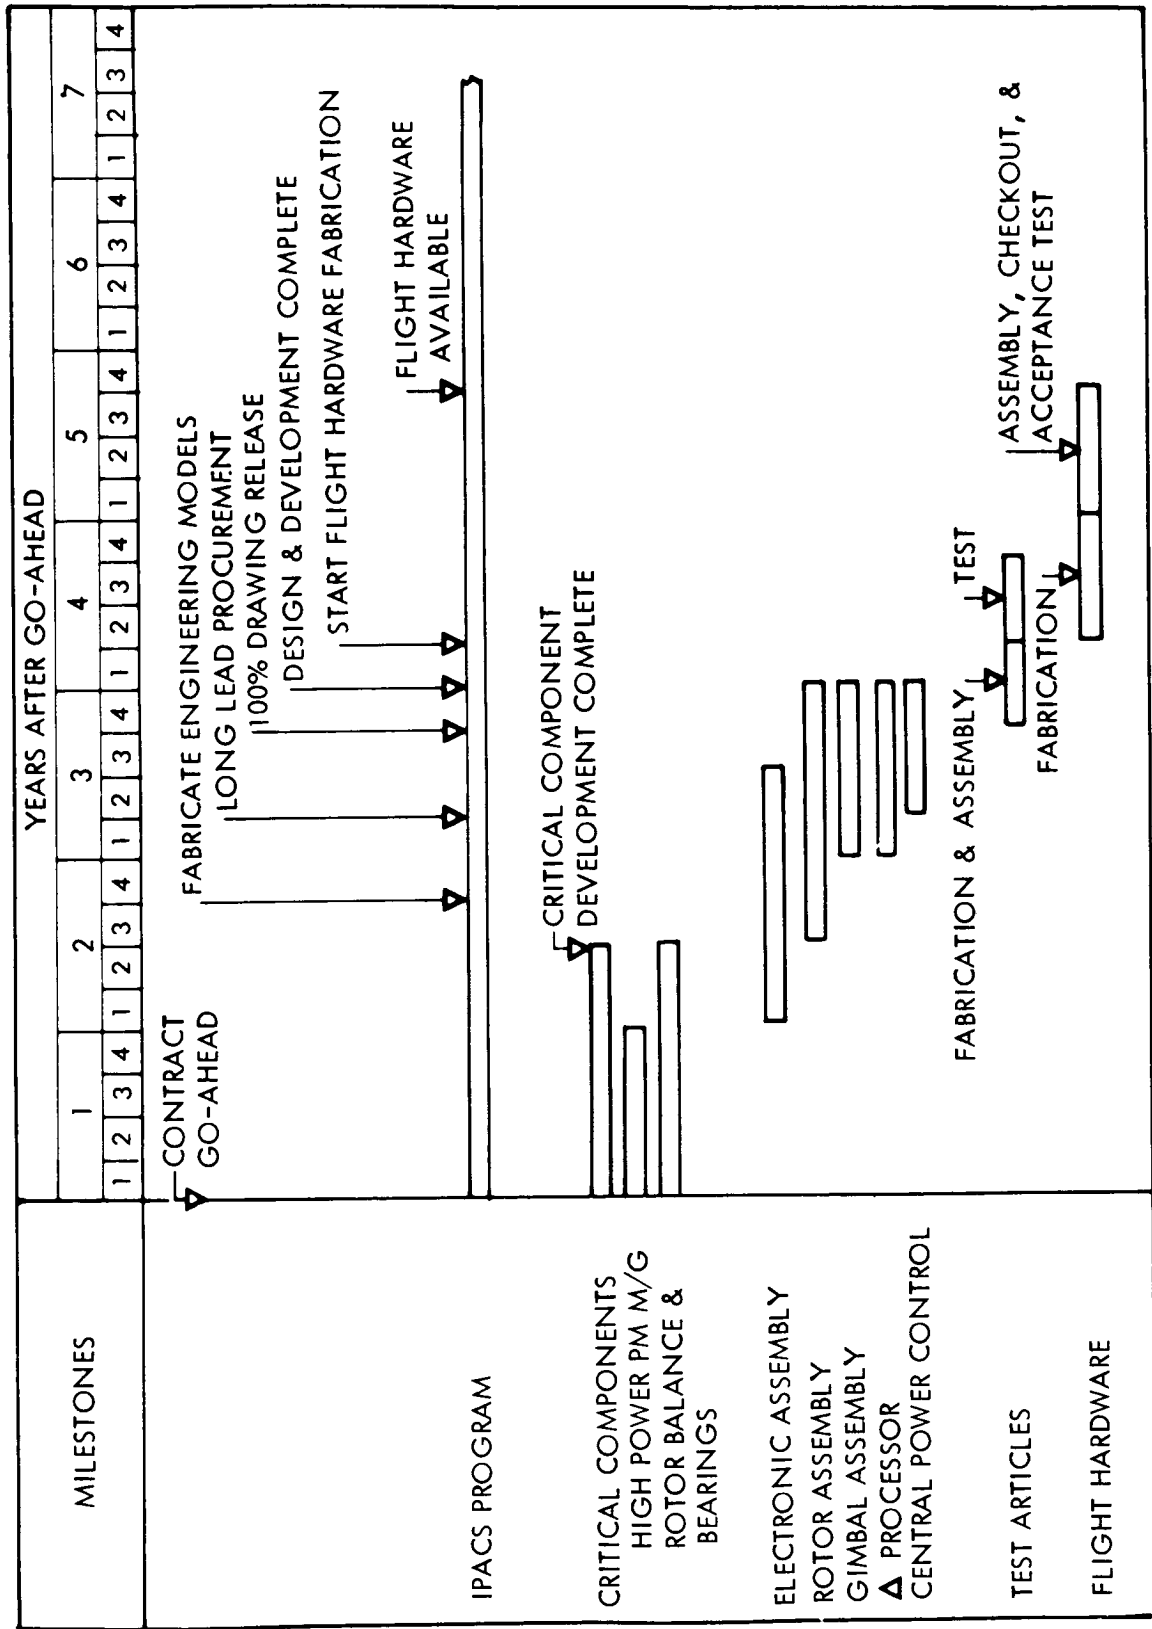 MILESTONES
YEARS AFTER GO-AHEAD
1 2 3 4 5 6 7
1 2 3 4 1 2 3 4 1 2 3 4 1 2 3 4 1 2 3 4 1 2 3 4 1 2 3 4
CONTRACT
GO-AHEAD
FABRICATE ENGINEERING MODELS
LONG LEAD PROCUREMENT
100% DRAWING RELEASE
DESIGN & DEVELOPMENT COMPLETE
START FLIGHT HARDWARE FABRICATION
FLIGHT HARDWARE
AVAILABLE
IPACS PROGRAM
CRITICAL COMPONENT
DEVELOPMENT COMPLETE
CRITICAL COMPONENTS
HIGH POWER PM M/G
ROTOR BALANCE &
BEARINGS
ELECTRONIC ASSEMBLY
ROTOR ASSEMBLY
GIMBAL ASSEMBLY
Δ PROCESSOR
CENTRAL POWER CONTROL
FABRICATION & ASSEMBLY
TEST
TEST ARTICLES
FABRICATION
ASSEMBLY, CHECKOUT, &
ACCEPTANCE TEST
FLIGHT HARDWARE